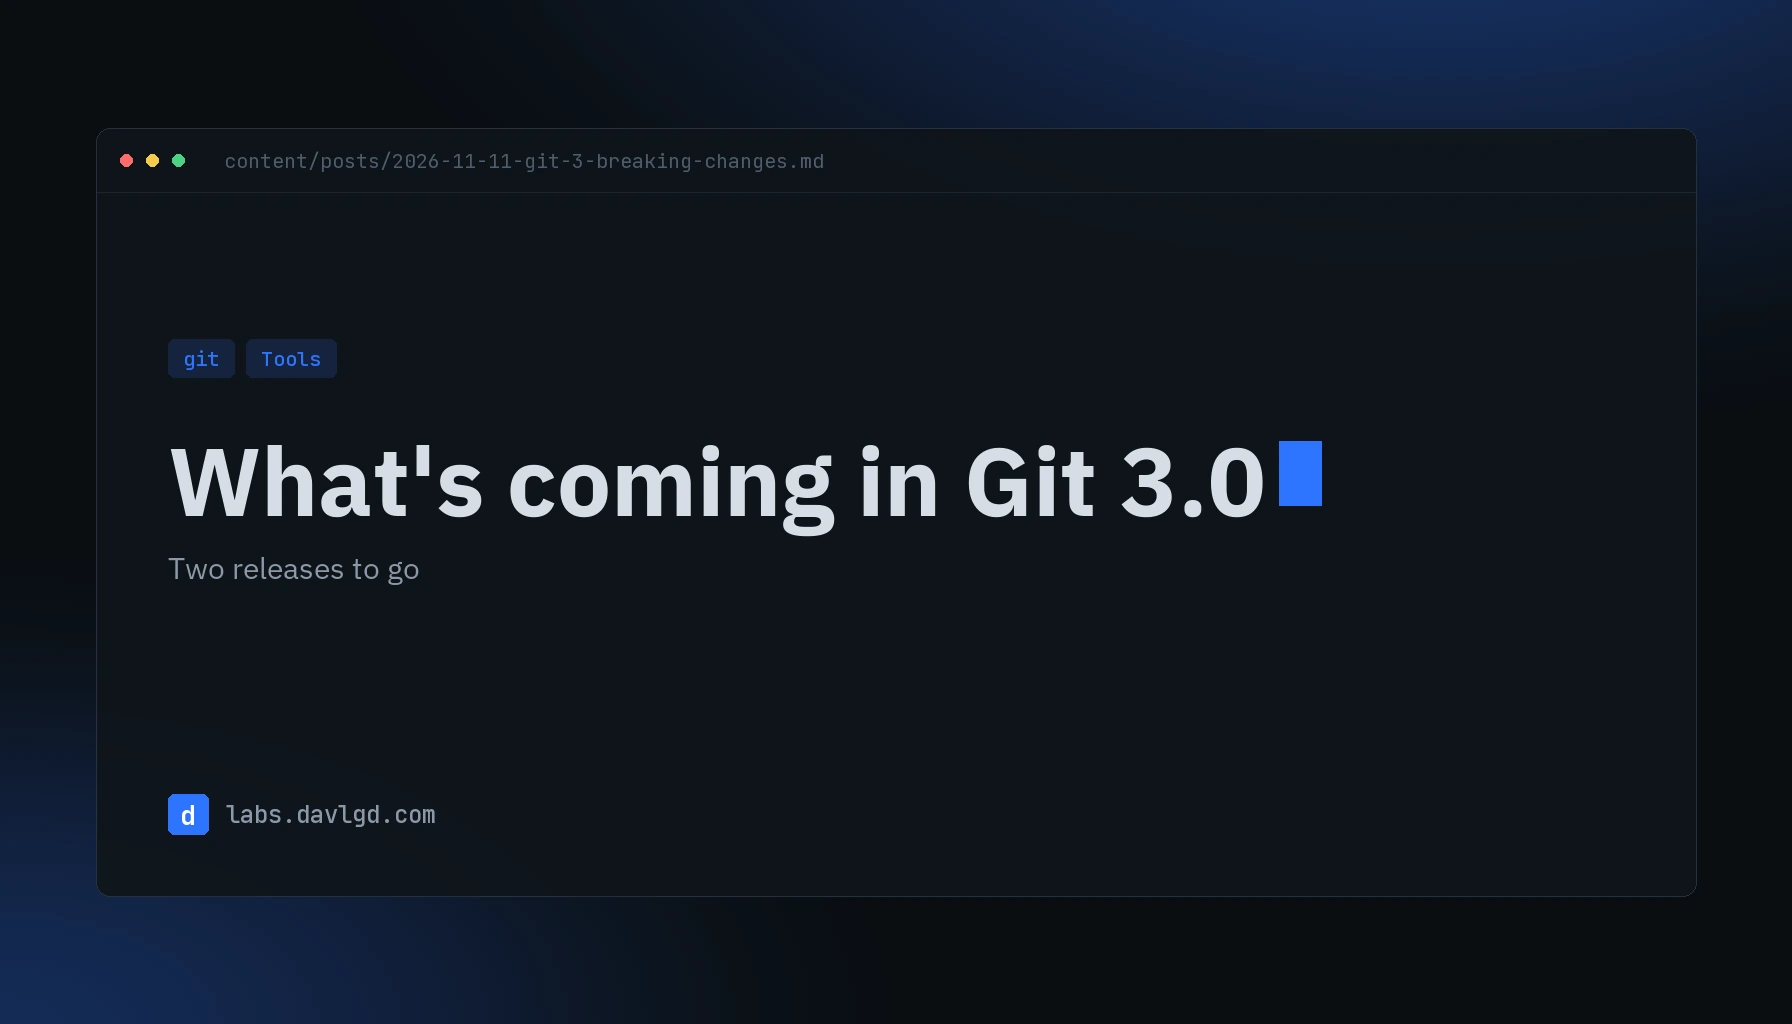 content/posts/2026-11-11-git-3-breaking-changes.md
git Tools
What's coming in Git 3.0
Two releases to go
d labs.davlgd.com